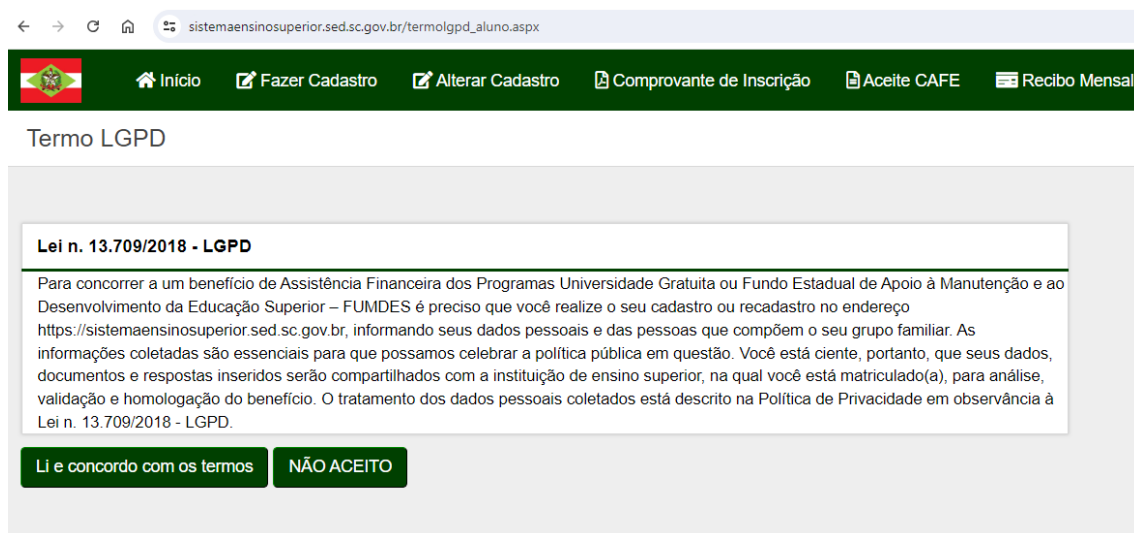 sistemaensinosuperior.sed.sc.gov.br/termolgpd_aluno.aspx
Início Fazer Cadastro Alterar Cadastro Comprovante de Inscrição Aceite CAFE Recibo Mensal
Termo LGPD
Lei n. 13.709/2018 - LGPD
Para concorrer a um benefício de Assistência Financeira dos Programas Universidade Gratuita ou Fundo Estadual de Apoio à Manutenção e ao
Desenvolvimento da Educação Superior – FUMDES é preciso que você realize o seu cadastro ou recadastro no endereço
https://sistemaensinosuperior.sed.sc.gov.br, informando seus dados pessoais e das pessoas que compõem o seu grupo familiar. As
informações coletadas são essenciais para que possamos celebrar a política pública em questão. Você está ciente, portanto, que seus dados,
documentos e respostas inseridos serão compartilhados com a instituição de ensino superior, na qual você está matriculado(a), para análise,
validação e homologação do benefício. O tratamento dos dados pessoais coletados está descrito na Política de Privacidade em observância à
Lei n. 13.709/2018 - LGPD.
Li e concordo com os termos NÃO ACEITO